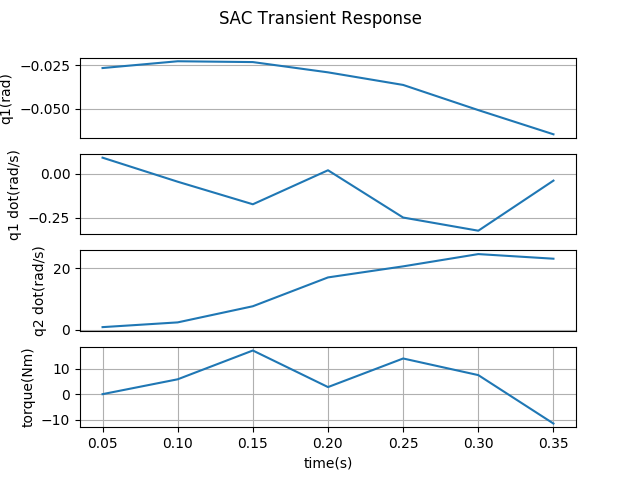 SAC Transient Response
q1(rad)
−0.025
−0.050
q1 dot(rad/s)
0.00
−0.25
q2 dot(rad/s)
20
0
torque(Nm)
10
0
−10
0.05 0.10 0.15 0.20 0.25 0.30 0.35
time(s)